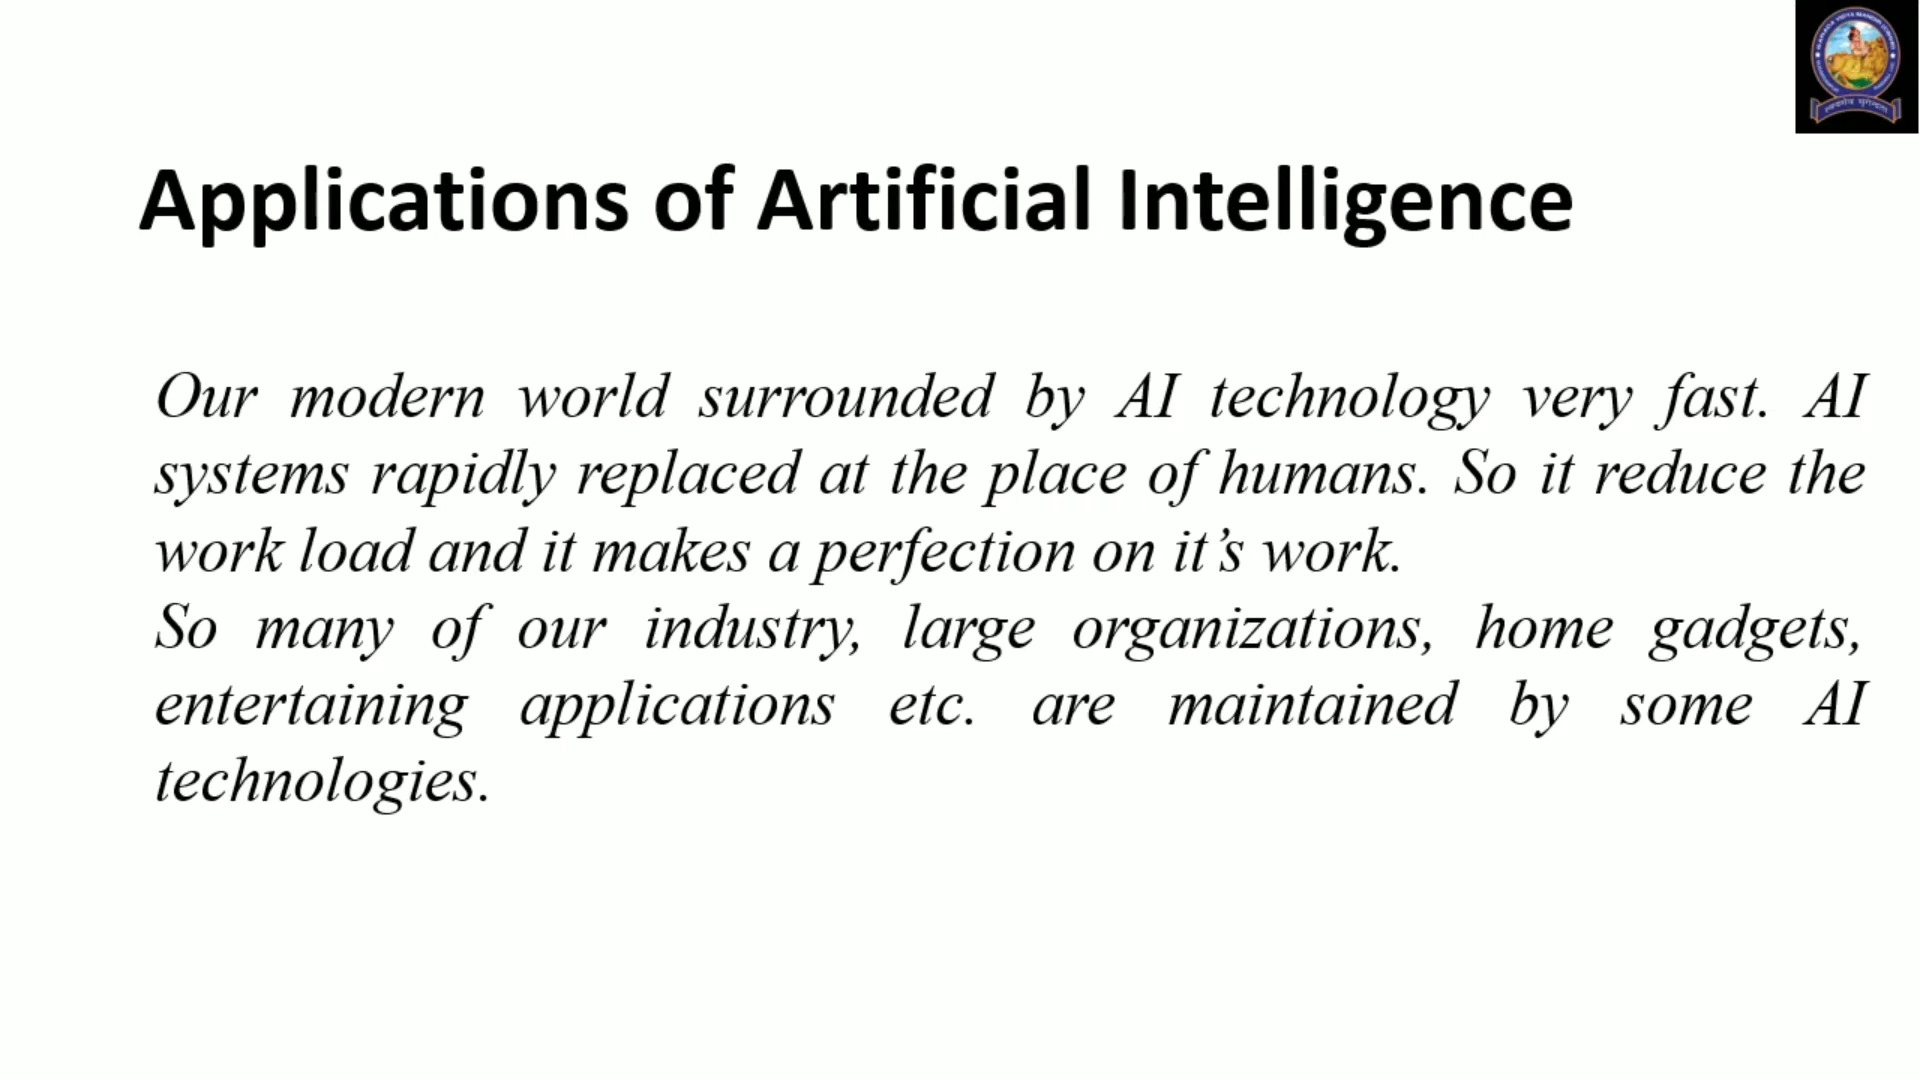 Applications of Artificial Intelligence
Our modern world surrounded by AI technology very fast. AI
systems rapidly replaced at the place of humans. So it reduce the
work load and it makes a perfection on it’s work.
So many of our industry, large organizations, home gadgets,
entertaining applications etc. are maintained by some AI
technologies.